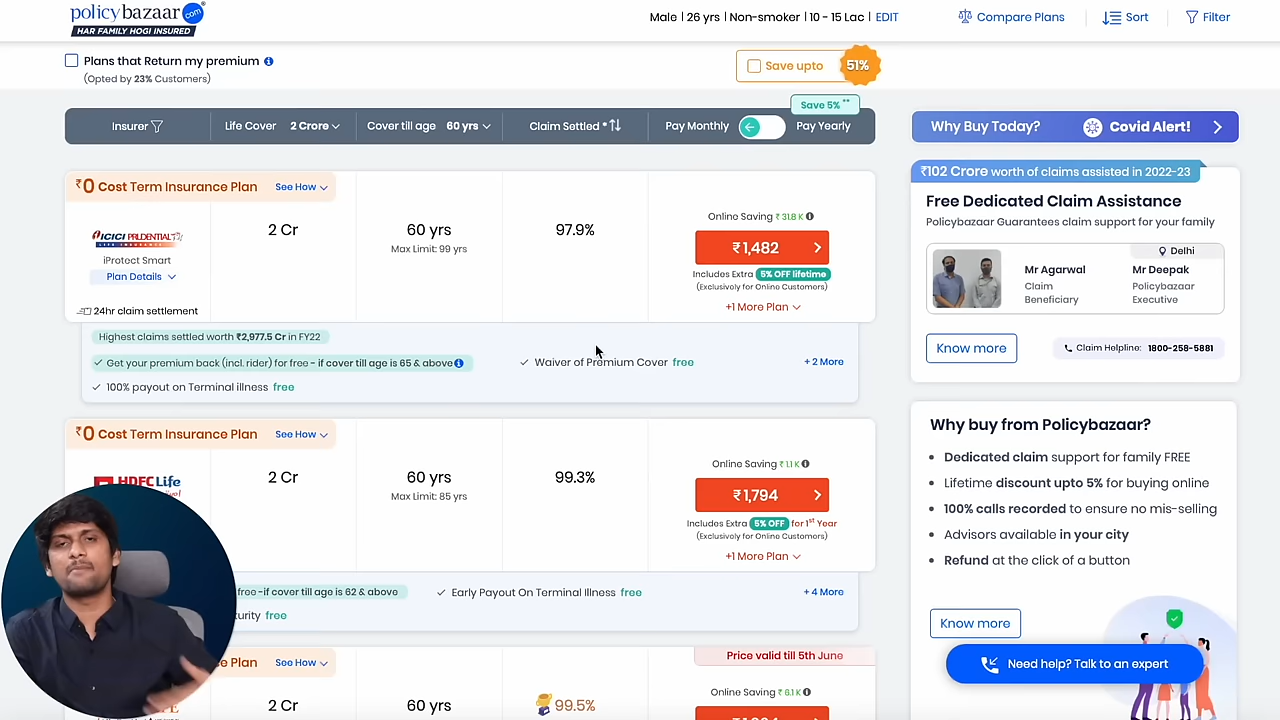 policybazaar.com
HAR FAMILY HOGI INSURED
Male | 26 yrs | Non-smoker | 10 - 15 Lac | EDIT
Compare Plans
Sort
Filter
Plans that Return my premium
(Opted by 23% Customers)
Save upto 51%
Save 5% **
Insurer
Life Cover 2 Crore
Cover till age 60 yrs
Claim Settled *
Pay Monthly
Pay Yearly
Why Buy Today?
Covid Alert!
₹0 Cost Term Insurance Plan See How
ICICI PRUDENTIAL
LIFE INSURANCE
iProtect Smart
Plan Details
24hr claim settlement
2 Cr
60 yrs
Max Limit: 99 yrs
97.9%
Online Saving ₹ 31.8 K
₹1,482
Includes Extra 5% OFF lifetime
(Exclusively for Online Customers)
+1 More Plan
Highest claims settled worth ₹2,977.5 Cr in FY22
Get your premium back (incl. rider) for free - if cover till age is 65 & above
Waiver of Premium Cover free
+ 2 More
100% payout on Terminal illness free
₹102 Crore worth of claims assisted in 2022-23
Free Dedicated Claim Assistance
Policybazaar Guarantees claim support for your family
Delhi
Mr Agarwal
Claim
Beneficiary
Mr Deepak
Policybazaar
Executive
Know more
Claim Helpline: 1800-258-5881
₹0 Cost Term Insurance Plan See How
HDFC Life
2 Cr
60 yrs
Max Limit: 85 yrs
99.3%
Online Saving ₹ 1.1 K
₹1,794
Includes Extra 5% OFF for 1st Year
(Exclusively for Online Customers)
+1 More Plan
free -if cover till age is 62 & above
Early Payout On Terminal Illness free
+ 4 More
urity free
Why buy from Policybazaar?
Dedicated claim support for family FREE
Lifetime discount upto 5% for buying online
100% calls recorded to ensure no mis-selling
Advisors available in your city
Refund at the click of a button
Know more
Need help? Talk to an expert
e Plan See How
Price valid till 5th June
2 Cr
60 yrs
99.5%
Online Saving ₹ 6.1 K